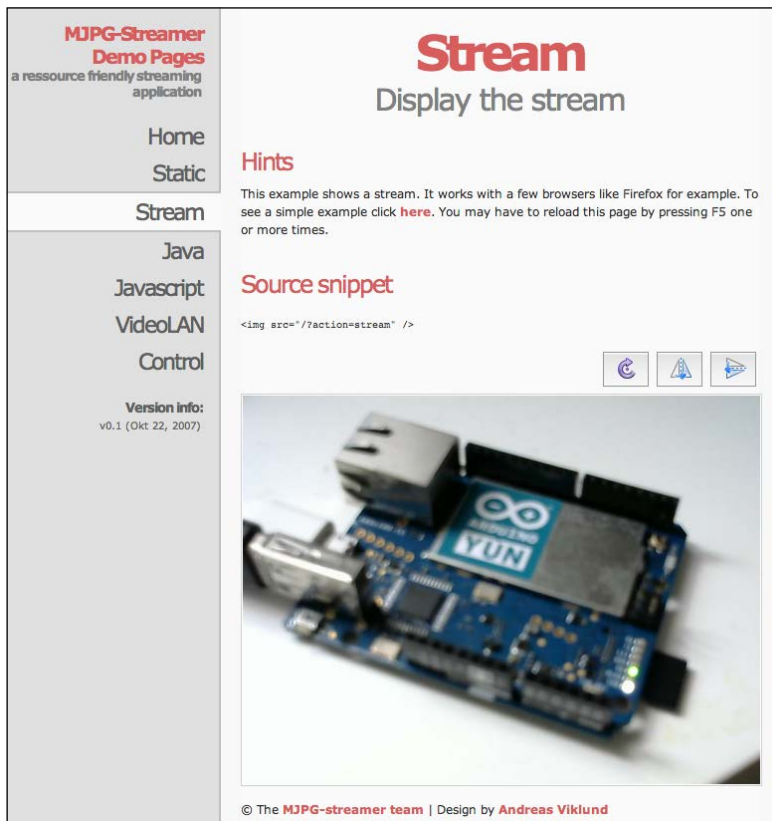 MJPG-Streamer
Demo Pages
a ressource friendly streaming
application
Home
Static
Stream
Java
Javascript
VideoLAN
Control
Version info:
v0.1 (Okt 22, 2007)
Stream
Display the stream
Hints
This example shows a stream. It works with a few browsers like Firefox for example. To
see a simple example click here. You may have to reload this page by pressing F5 one
or more times.
Source snippet
<img src="/?action=stream" />
ARDUINO
YUN
© The MJPG-streamer team | Design by Andreas Viklund